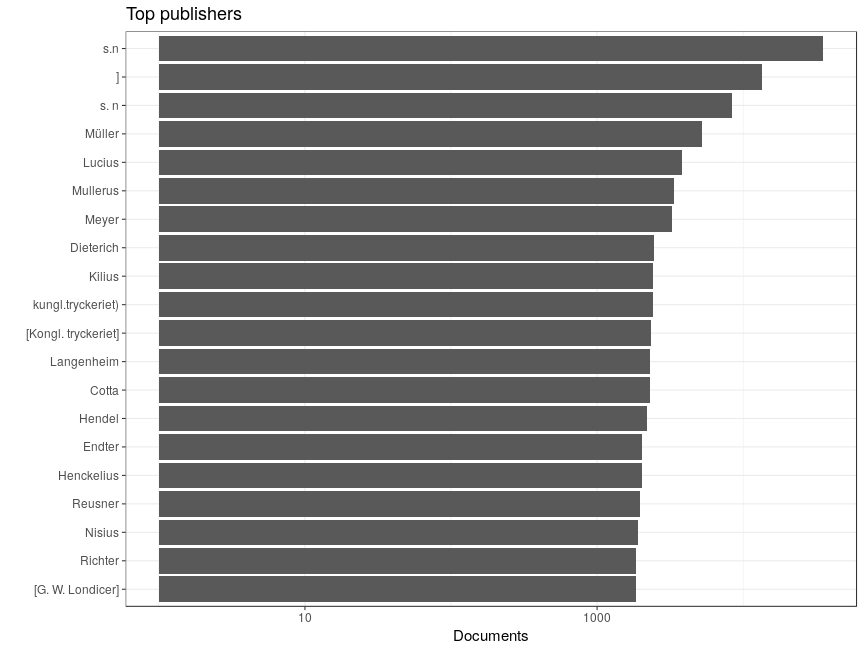 Top publishers
s.n
]
s. n
Müller
Lucius
Mullerus
Meyer
Dieterich
Kilius
kungl.tryckeriet)
[Kongl. tryckeriet]
Langenheim
Cotta
Hendel
Endter
Henckelius
Reusner
Nisius
Richter
[G. W. Londicer]
10 1000
Documents